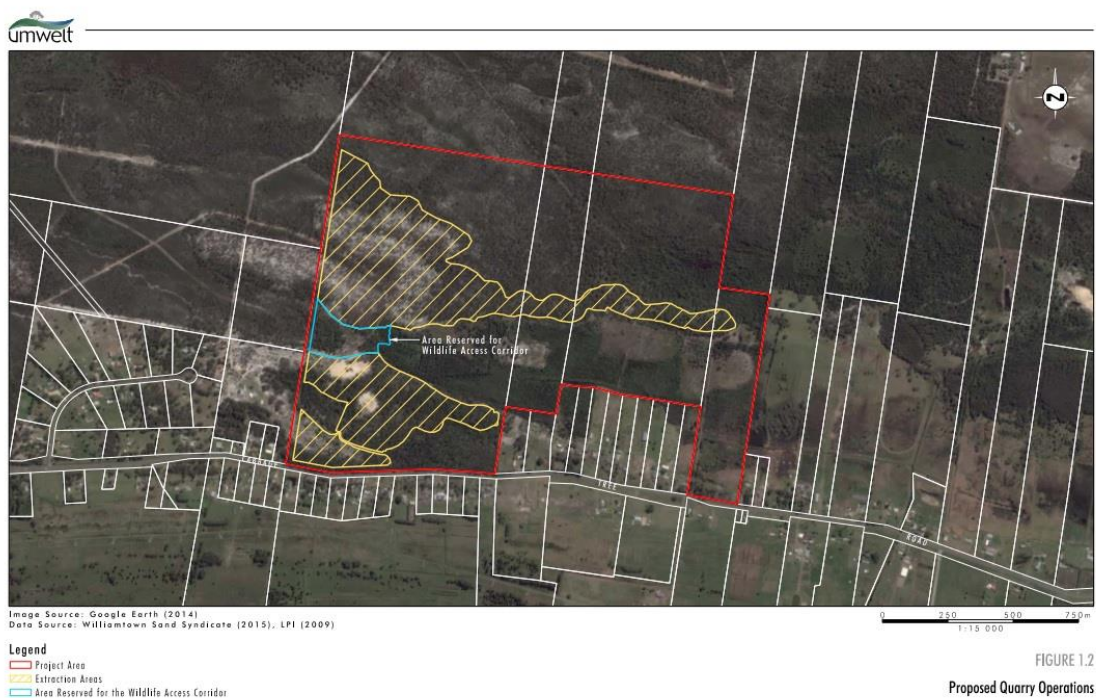 umwelt
N
Area Reserved for
Wildlife Access Corridor
TREE
ROAD
Image Source: Google Earth (2014)
Data Source: Williamtown Sand Syndicate (2015), LPI (2009)
0 250 500 750m
1:15 000
Legend
Project Area
Extraction Areas
Area Reserved for the Wildlife Access Corridor
FIGURE 1.2
Proposed Quarry Operations